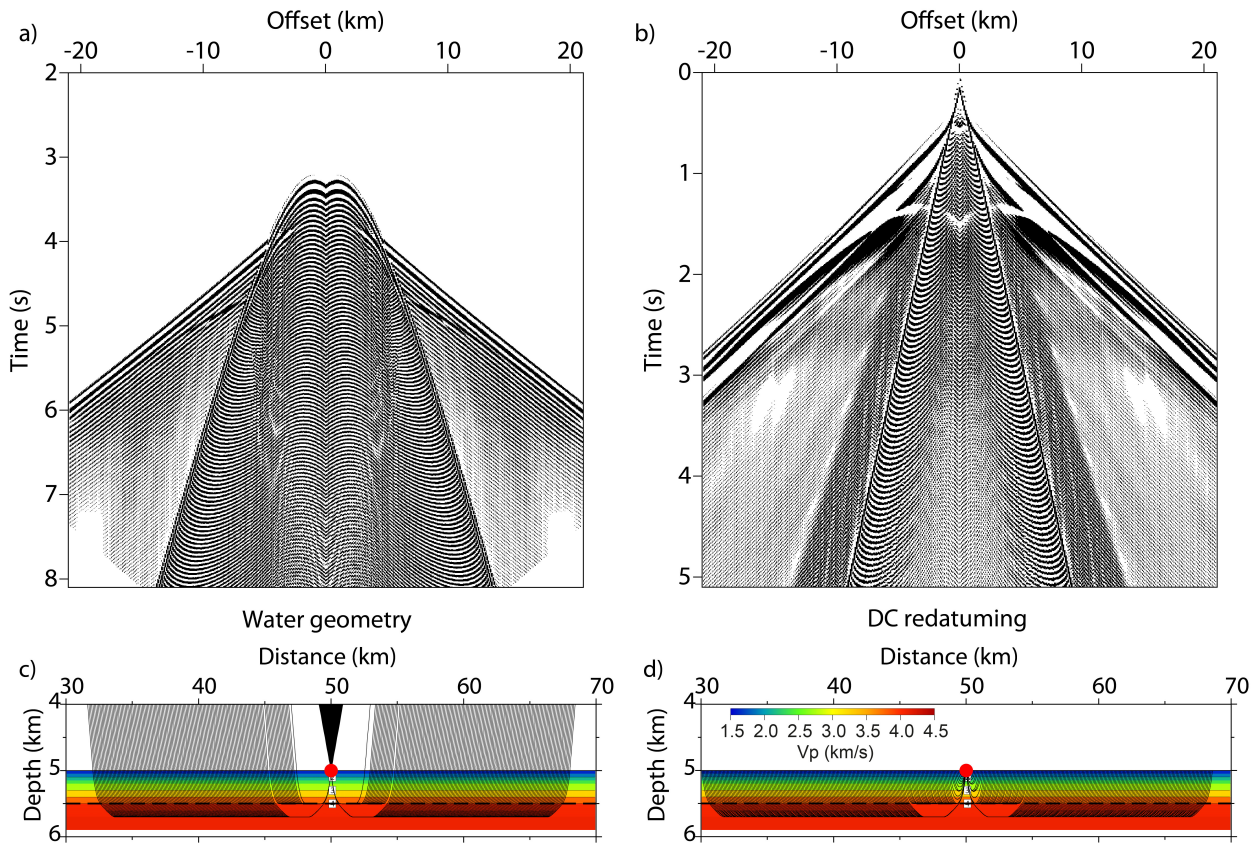 a)
Offset (km)
-20 -10 0 10 20
2
3
4
5
6
7
8
Time (s)
Water geometry
b)
Offset (km)
-20 -10 0 10 20
0
1
2
3
4
5
Time (s)
DC redatuming
c)
Distance (km)
30 40 50 60 70
4
5
6
Depth (km)
d)
Distance (km)
30 40 50 60 70
4
5
6
Depth (km)
1.5 2.0 2.5 3.0 3.5 4.0 4.5
Vp (km/s)